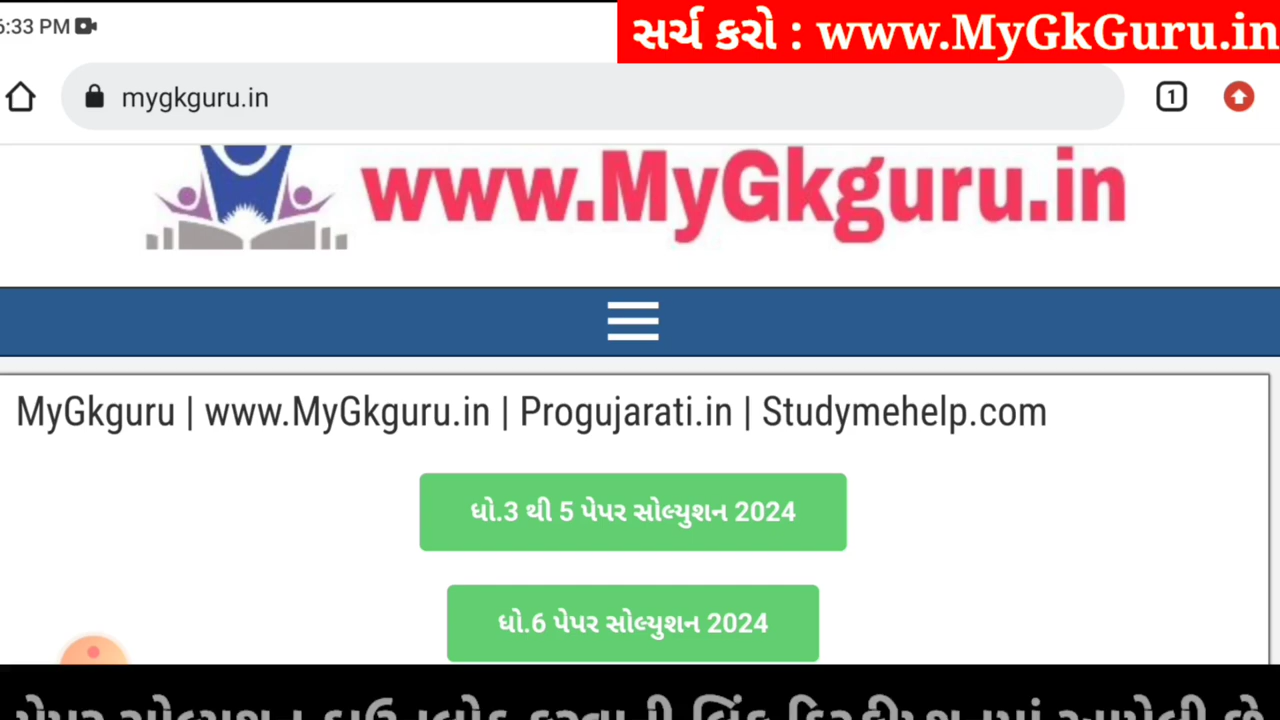 6:33 PM
સર્ચ કરો : www.MyGkGuru.in
mygkguru.in
1
www.MyGkguru.in
MyGkguru | www.MyGkguru.in | Progujarati.in | Studymehelp.com
ધો.3 થી 5 પેપર સોલ્યુશન 2024
ધો.6 પેપર સોલ્યુશન 2024